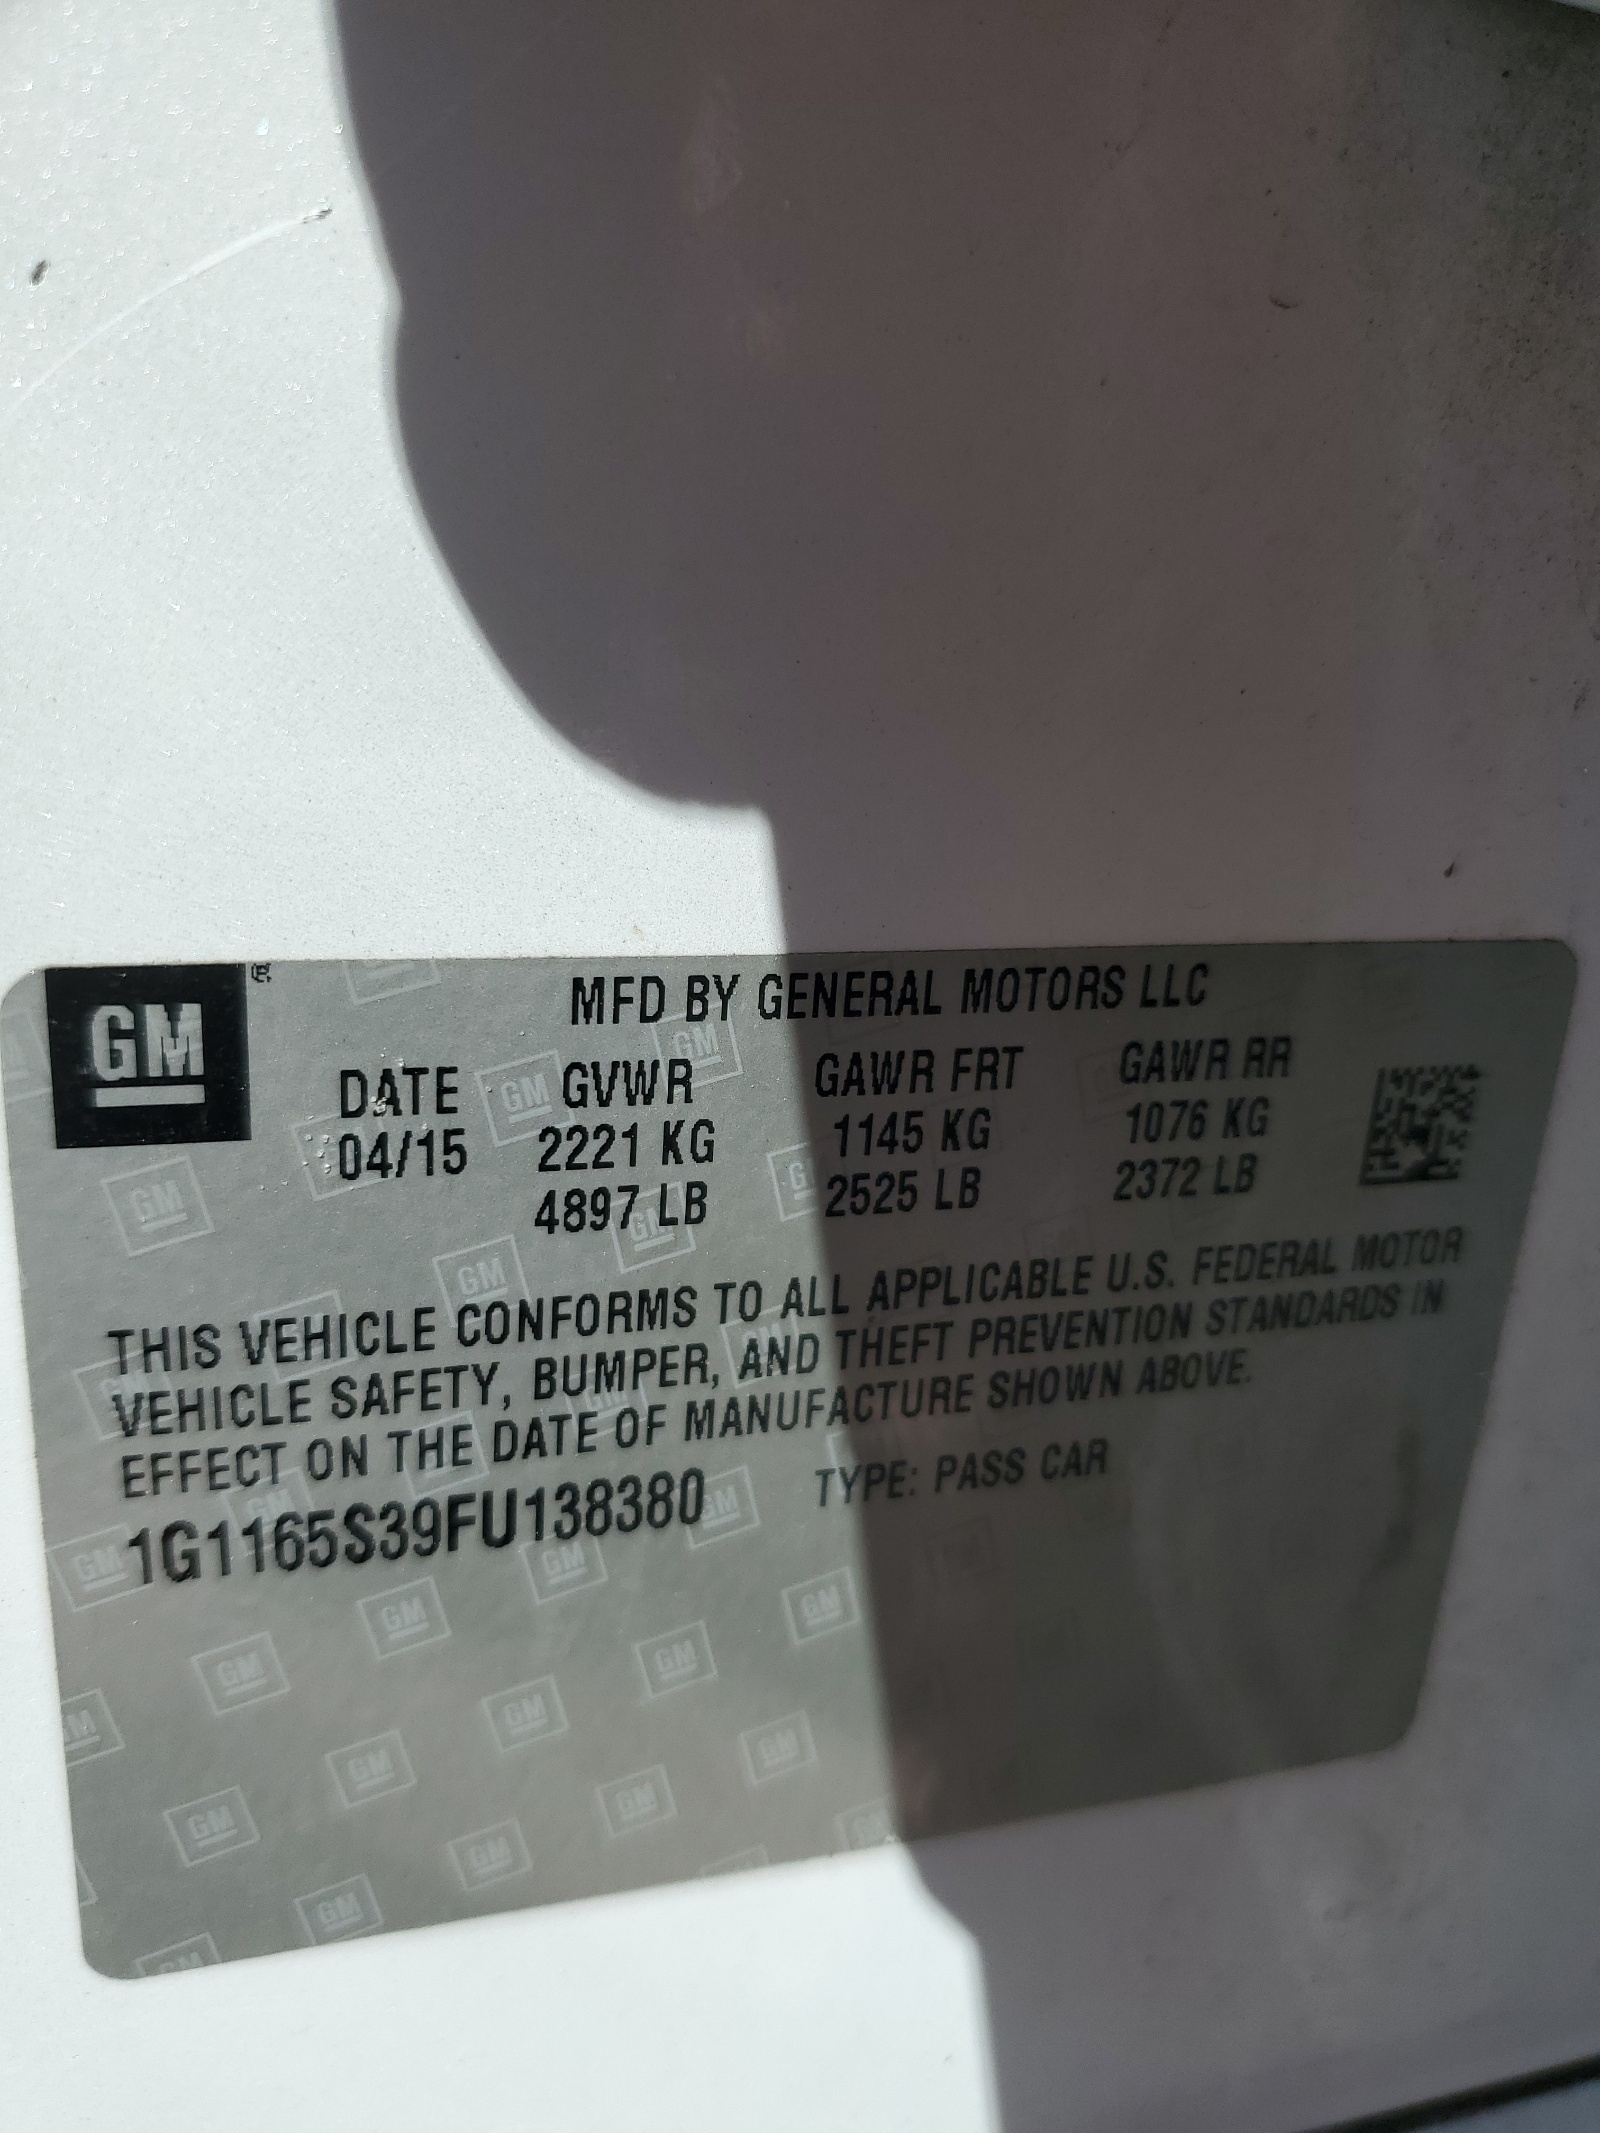 GM ®
MFD BY GENERAL MOTORS LLC
DATE GVWR GAWR FRT GAWR RR
04/15 2221 KG 1145 KG 1076 KG
4897 LB 2525 LB 2372 LB
THIS VEHICLE CONFORMS TO ALL APPLICABLE U.S. FEDERAL MOTOR
VEHICLE SAFETY, BUMPER, AND THEFT PREVENTION STANDARDS IN
EFFECT ON THE DATE OF MANUFACTURE SHOWN ABOVE.
1G1165S39FU138380 TYPE: PASS CAR